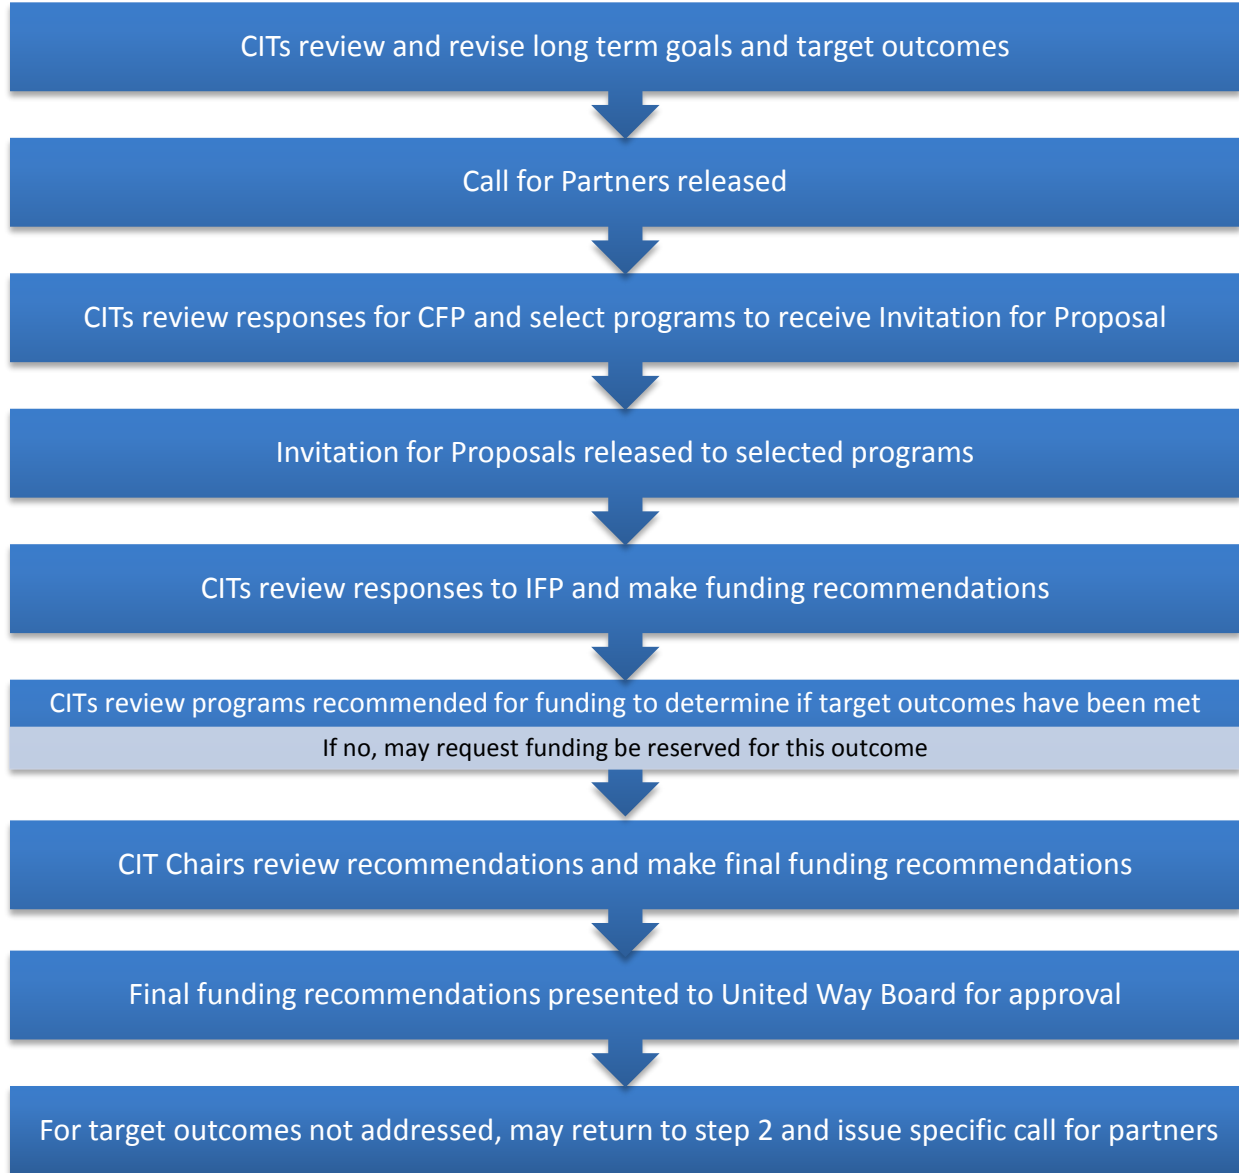 CITs review and revise long term goals and target outcomes
Call for Partners released
CITs review responses for CFP and select programs to receive Invitation for Proposal
Invitation for Proposals released to selected programs
CITs review responses to IFP and make funding recommendations
CITs review programs recommended for funding to determine if target outcomes have been met
If no, may request funding be reserved for this outcome
CIT Chairs review recommendations and make final funding recommendations
Final funding recommendations presented to United Way Board for approval
For target outcomes not addressed, may return to step 2 and issue specific call for partners